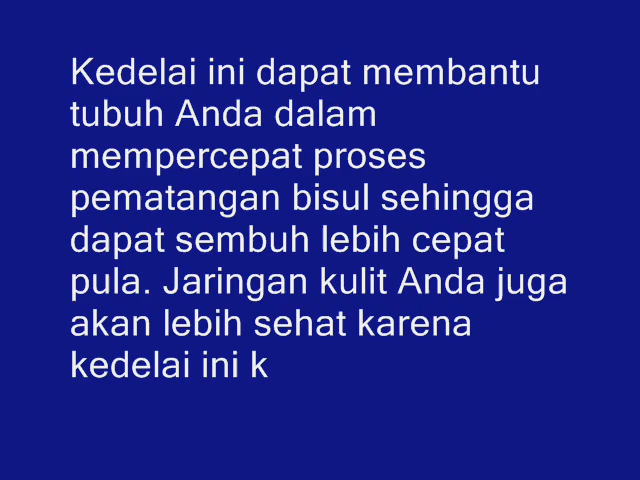 Kedelai ini dapat membantu
tubuh Anda dalam
mempercepat proses
pematangan bisul sehingga
dapat sembuh lebih cepat
pula. Jaringan kulit Anda juga
akan lebih sehat karena
kedelai ini k